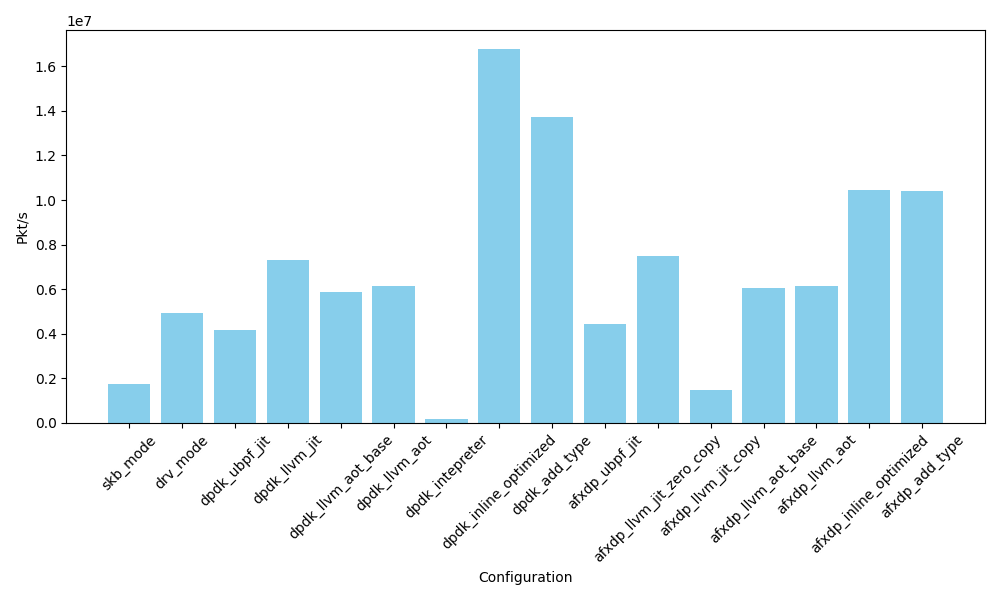 1e7
1.6
1.4
1.2
1.0
0.8
0.6
0.4
0.2
0.0
Pkt/s
skb_mode
drv_mode
dpdk_ubpf_jit
dpdk_llvm_jit
dpdk_llvm_aot_base
dpdk_llvm_aot
dpdk_intepreter
dpdk_inline_optimized
dpdk_add_type
afxdp_ubpf_jit
afxdp_llvm_jit_zero_copy
afxdp_llvm_jit_copy
afxdp_llvm_aot_base
afxdp_llvm_aot
afxdp_inline_optimized
afxdp_add_type
Configuration